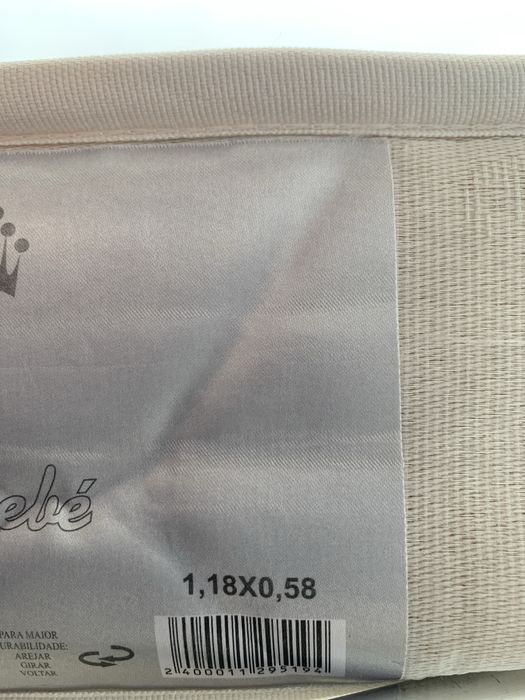 ebé
1,18X0,58
PARA MAIOR
URABILIDADE:
AREJAR
GIRAR
VOLTAR
2 400011 295194